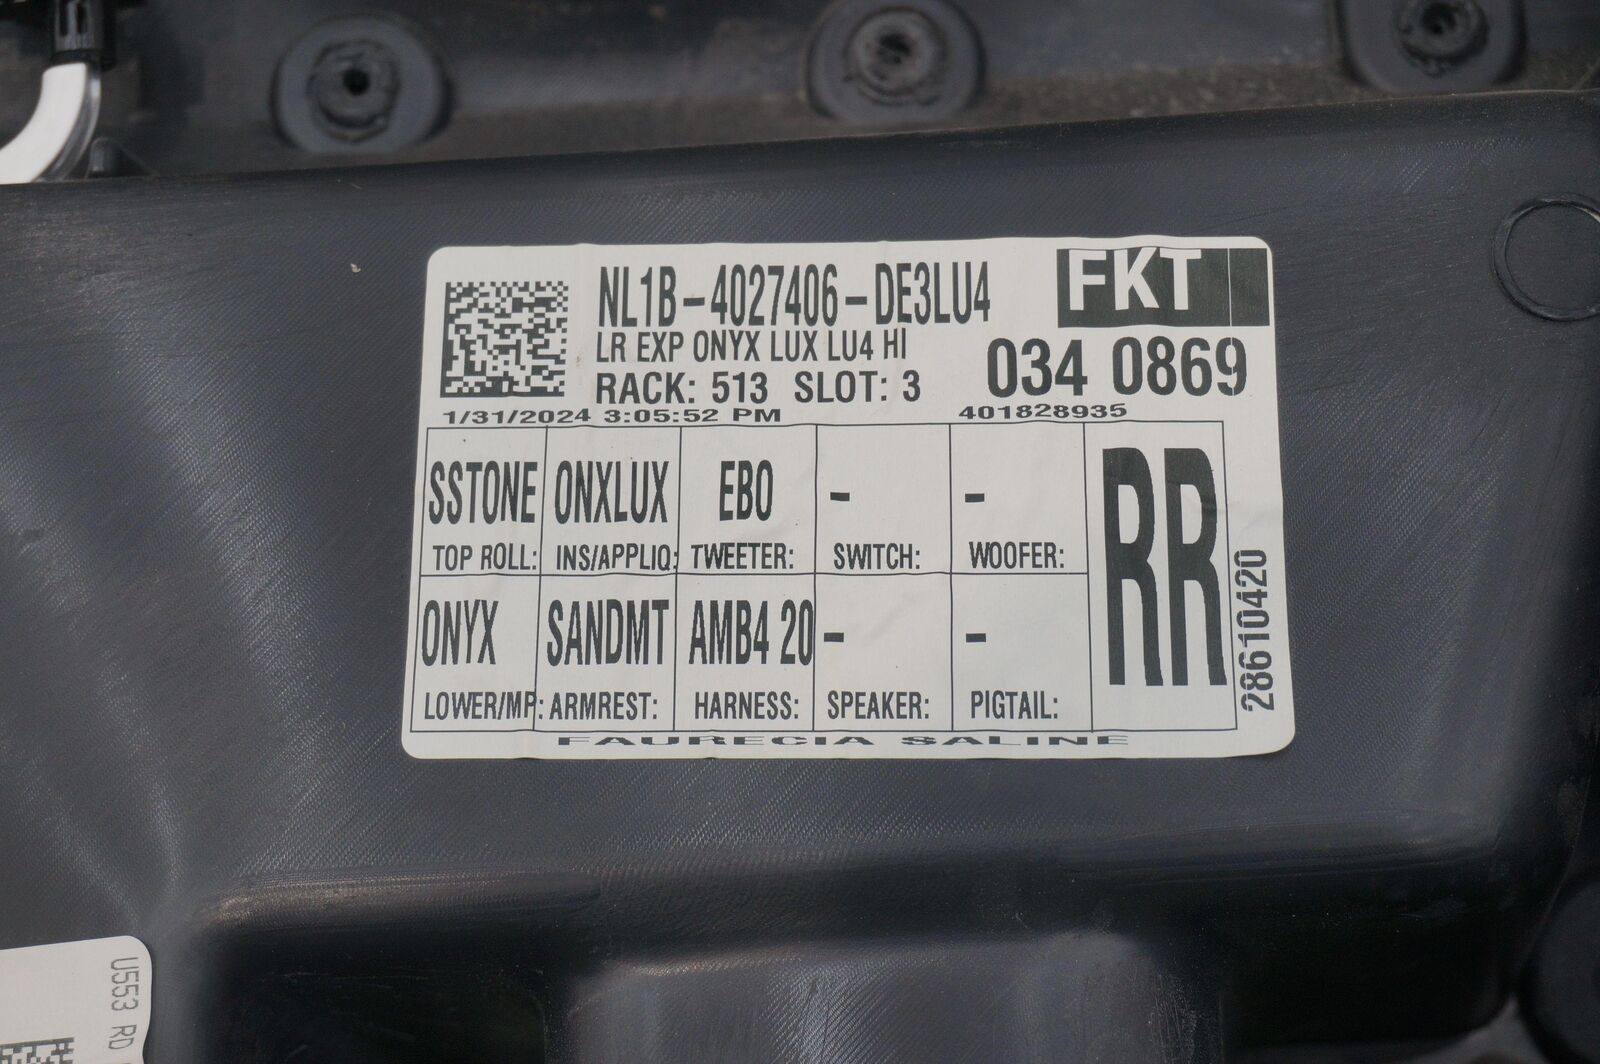 NL1B-4027406-DE3LU4
FKT
LR EXP ONYX LUX LU4 HI
RACK: 513 SLOT: 3
034 0869
1/31/2024 3:05:52 PM
401828935
SSTONE ONXLUX EBO - -
TOP ROLL: INS/APPLIQ: TWEETER: SWITCH: WOOFER:
RR
ONYX SANDMT AMB4 20 - -
LOWER/MP: ARMREST: HARNESS: SPEAKER: PIGTAIL:
28610420
FAURECIA SALINE
U553 RD